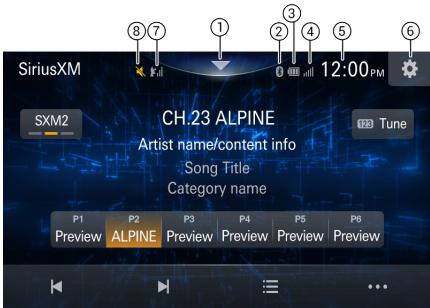 ⑧ ⑦ ① ② ③ ④ ⑤ ⑥
SiriusXM 12:00PM
SXM2 CH.23 ALPINE 123 Tune
Artist name/content info
Song Title
Category name
P1 P2 P3 P4 P5 P6
Preview ALPINE Preview Preview Preview Preview